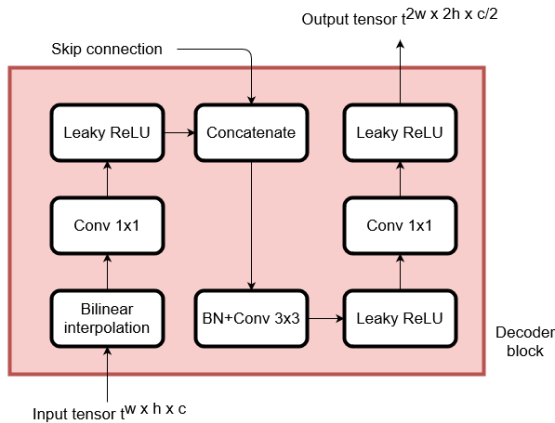 Output tensor t2w x 2h x c/2
Skip connection
Leaky ReLU
Concatenate
Leaky ReLU
Conv 1x1
Conv 1x1
Bilinear
interpolation
BN+Conv 3x3
Leaky ReLU
Decoder
block
Input tensor tw x h x c